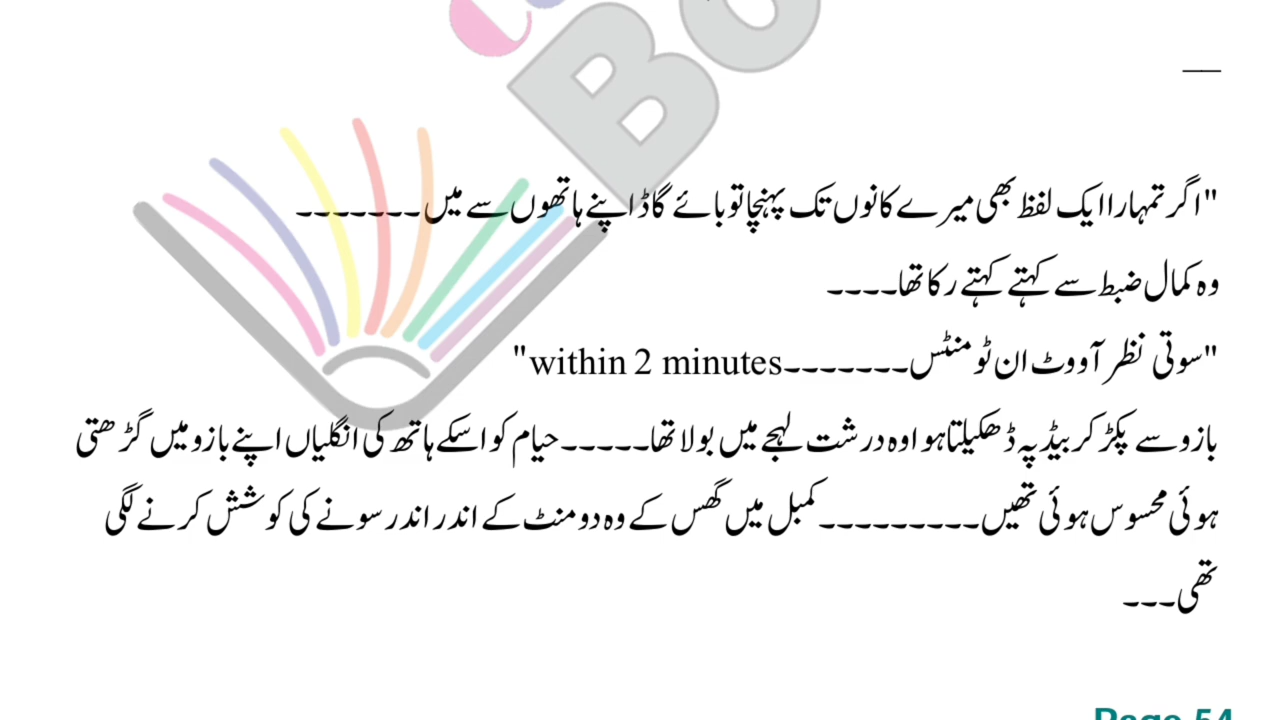 "اگر تمہارا ایک لفظ بھی میرے کانوں تک پہنچا تو بائے گاڈ اپنے ہاتھوں سے میں۔۔۔۔۔۔۔
وہ کمال ضبط سے کہتے کہتے رکا تھا۔۔۔۔
"سوتی نظر آو وٹ ان ٹو منٹس۔۔۔۔۔۔۔within 2 minutes"
بازو سے پکڑ کر بیڈ پہ ڈھکیلتا ہوا وہ درشت لہجے میں بولا تھا۔۔۔۔۔حیام کو اسکے ہاتھ کی انگلیاں اپنے بازو میں گڑھتی
ہوئی محسوس ہوئی تھیں۔۔۔۔۔۔۔۔۔کمبل میں گھس کے وہ دو منٹ کے اندر اندر سونے کی کوشش کرنے لگی
تھی۔۔۔
Page 54